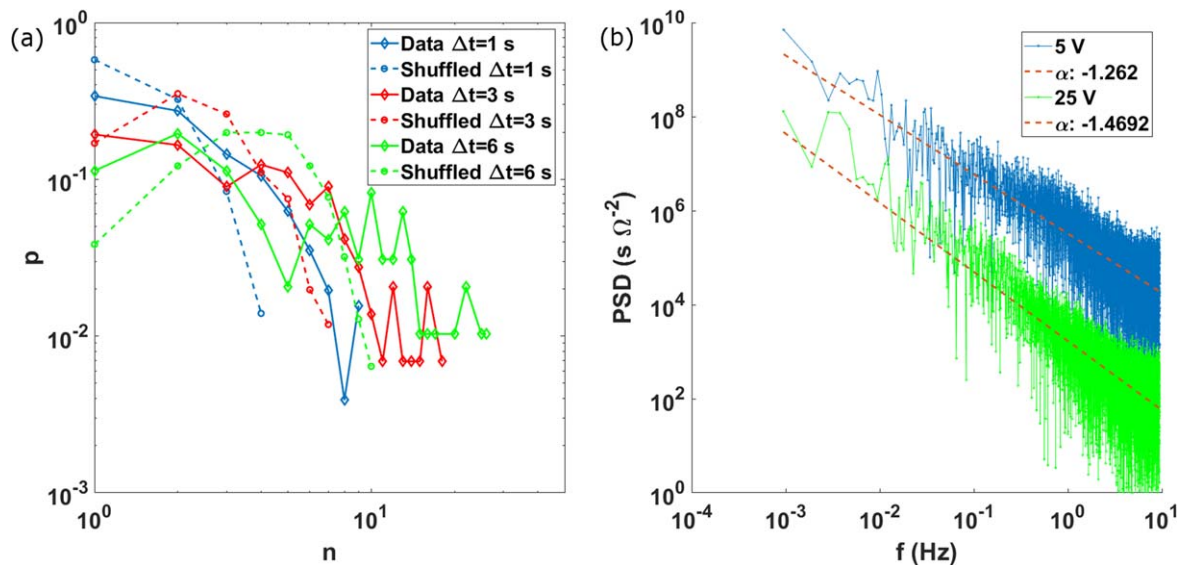 (a)
10^0
10^-1
10^-2
10^-3
p
10^0
10^1
n
Data Δt=1 s
Shuffled Δt=1 s
Data Δt=3 s
Shuffled Δt=3 s
Data Δt=6 s
Shuffled Δt=6 s
(b)
10^10
10^8
10^6
10^4
10^2
10^0
PSD (s Ω^-2)
10^-4
10^-3
10^-2
10^-1
10^0
10^1
f (Hz)
5 V
α: -1.262
25 V
α: -1.4692